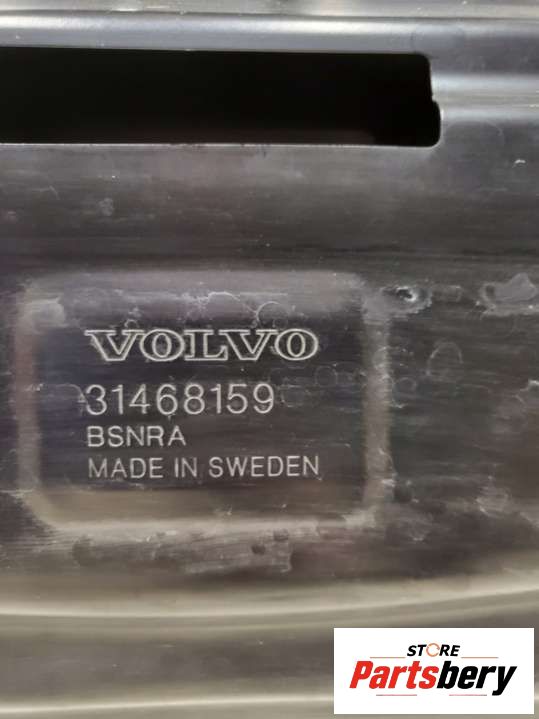 VOLVO
31468159
BSNRA
MADE IN SWEDEN
STORE
Partsbery